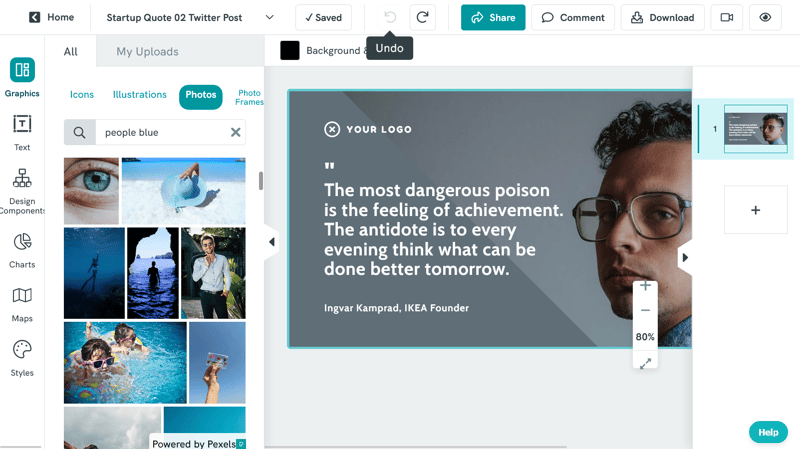 Home
Startup Quote 02 Twitter Post
✓ Saved
Share
Comment
Download
Undo
All
My Uploads
Background &
Graphics
Text
Design
Components
Charts
Maps
Styles
Icons
Illustrations
Photos
Photo
Frames
people blue
Powered by Pexels
YOUR LOGO
"
The most dangerous poison
is the feeling of achievement.
The antidote is to every
evening think what can be
done better tomorrow.
Ingvar Kamprad, IKEA Founder
+
−
80%
1
+
Help